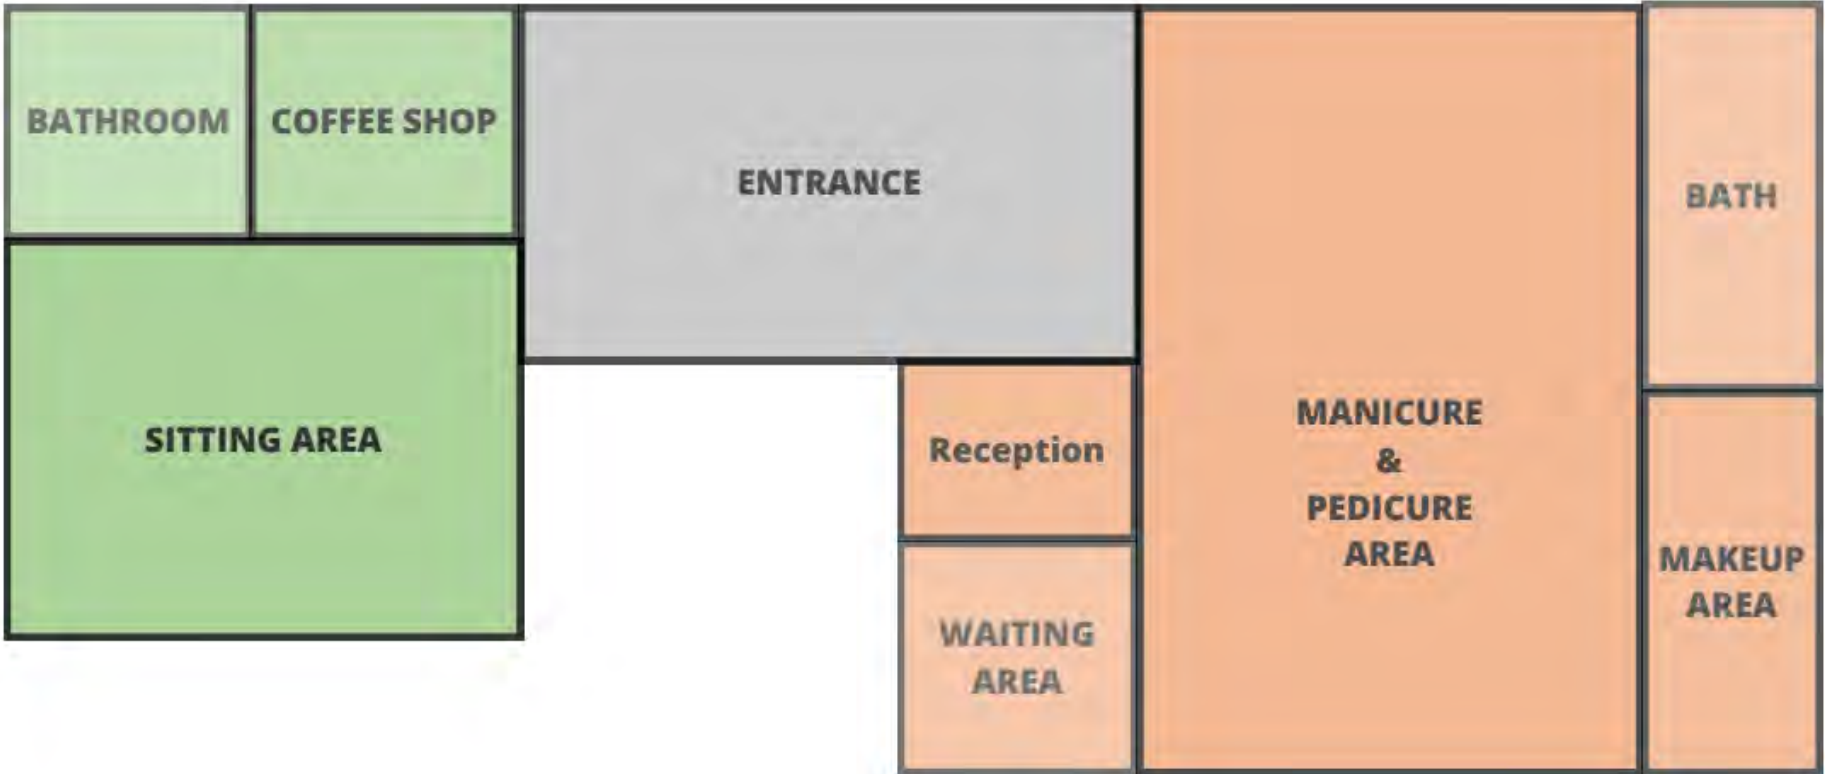 BATHROOM
COFFEE SHOP
ENTRANCE
BATH
SITTING AREA
Reception
MANICURE
&
PEDICURE
AREA
WAITING
AREA
MAKEUP
AREA